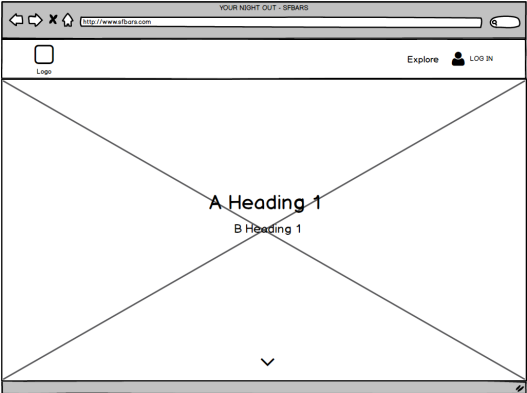 YOUR NIGHT OUT - SFBARS
http://www.sfbars.com
Logo
Explore
LOG IN
A Heading 1
B Heading 1